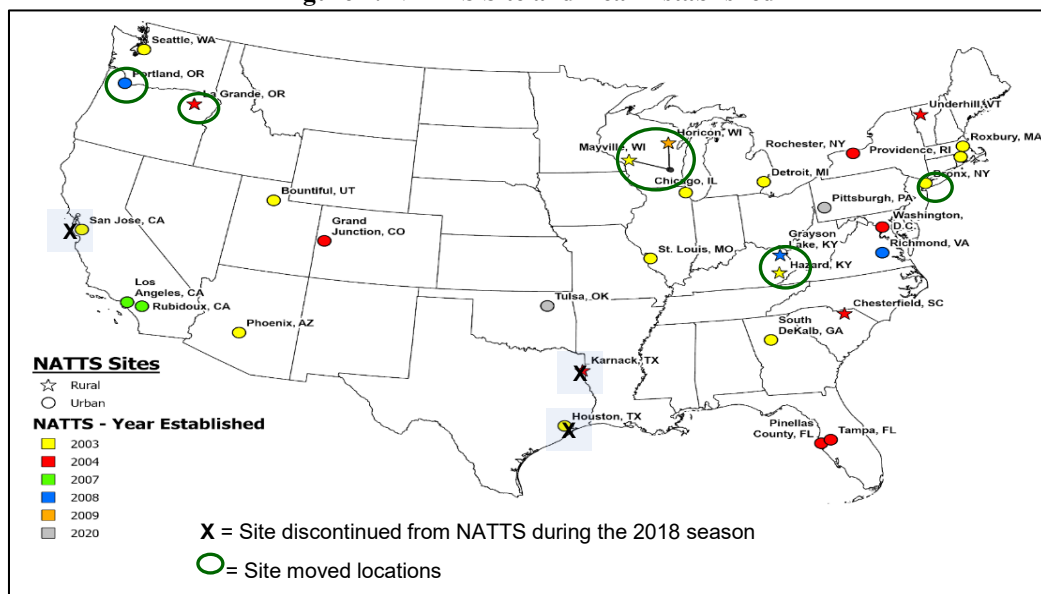 Seattle, WA
Portland, OR
La Grande, OR
Underhill, VT
Horicon, WI
Mayville, WI
Roxbury, MA
Rochester, NY
Providence, RI
Detroit, MI
Chicago, IL
Bronx, NY
Bountiful, UT
Pittsburgh, PA
San Jose, CA
X
Grand
Junction, CO
Washington,
D.C.
Richmond, VA
Grayson
Lake, KY
St. Louis, MO
Hazard, KY
Los
Angeles, CA
Rubidoux, CA
Tulsa, OK
Chesterfield, SC
Phoenix, AZ
South
DeKalb, GA
Karnack, TX
X
Houston, TX
X
Pinellas
County, FL
Tampa, FL
NATTS Sites
Rural
Urban
NATTS - Year Established
2003
2004
2007
2008
2009
2020
X = Site discontinued from NATTS during the 2018 season
= Site moved locations